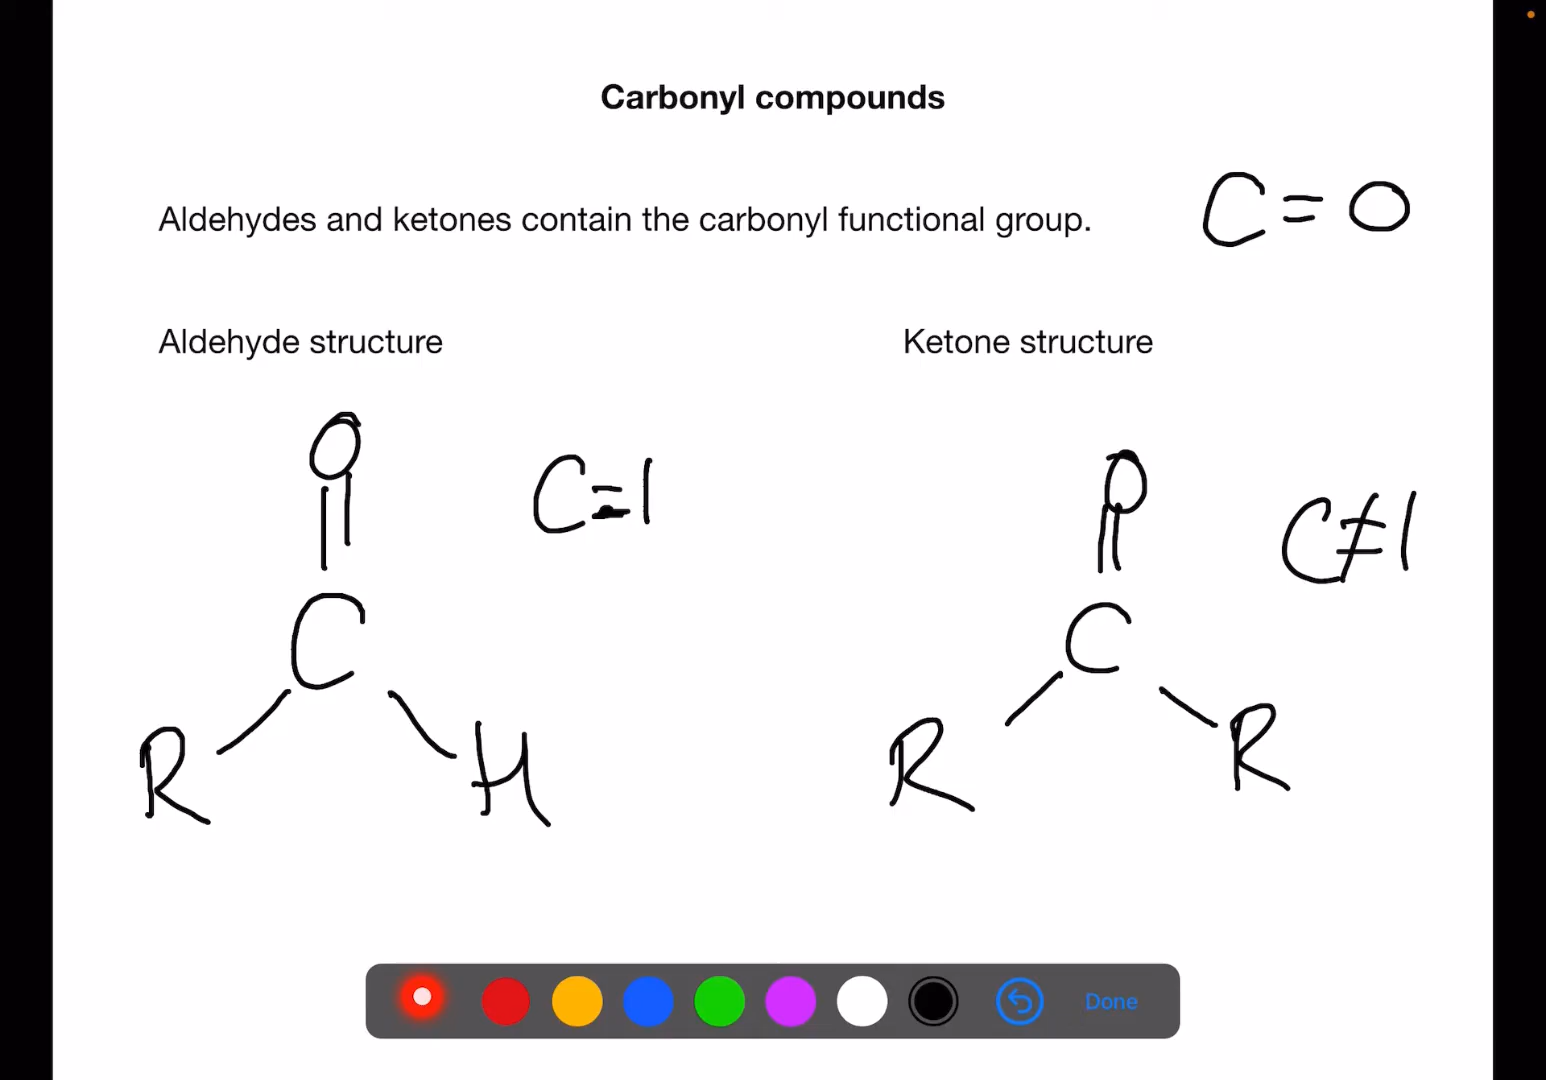 Carbonyl compounds
Aldehydes and ketones contain the carbonyl functional group.
C=O
Aldehyde structure
Ketone structure
O
C=1
C
R
H
O
C≠1
C
R
R
Done